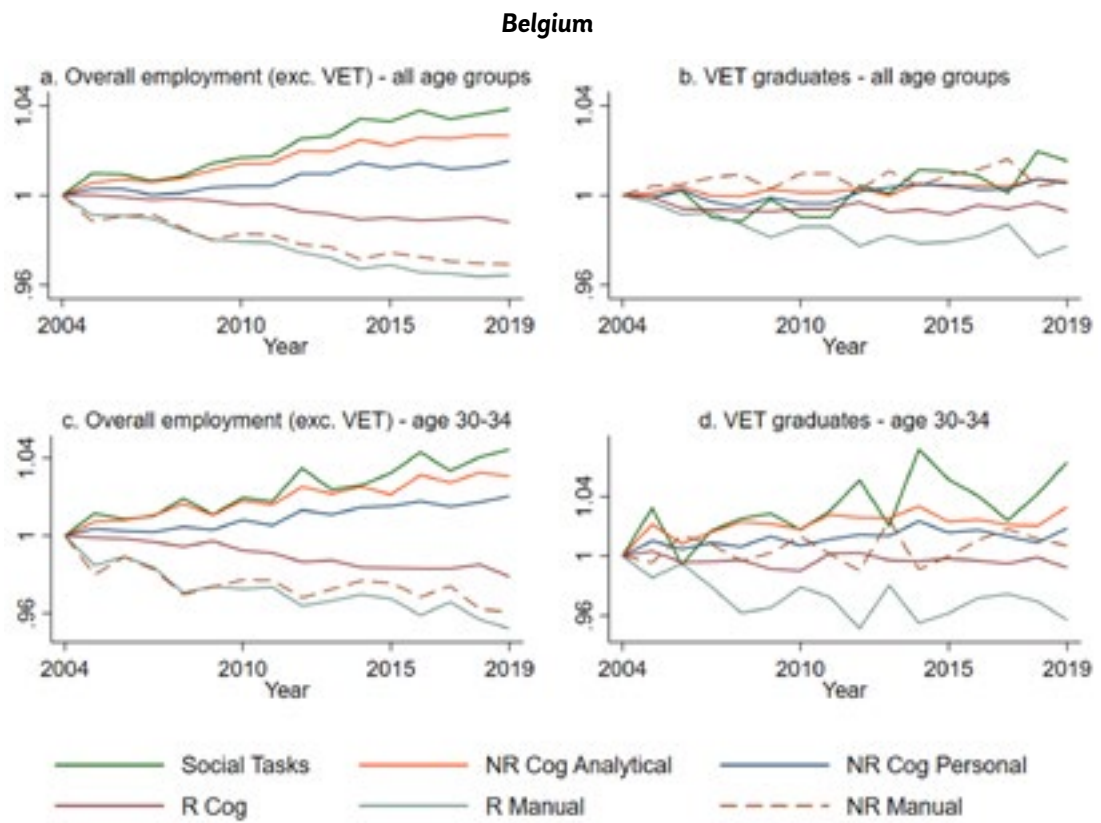 Belgium
a. Overall employment (exc. VET) - all age groups
1.04
1
.96
2004 2010 2015 2019
Year
b. VET graduates - all age groups
1.04
1
.96
2004 2010 2015 2019
Year
c. Overall employment (exc. VET) - age 30-34
1.04
1
.96
2004 2010 2015 2019
Year
d. VET graduates - age 30-34
1.04
1
.96
2004 2010 2015 2019
Year
Social Tasks NR Cog Analytical NR Cog Personal
R Cog R Manual NR Manual